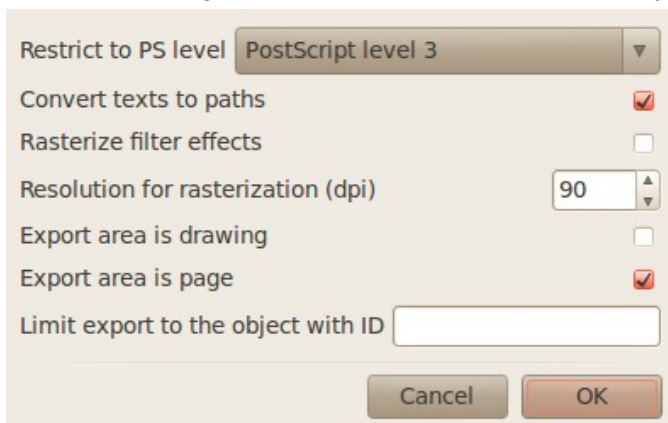 Restrict to PS level PostScript level 3
Convert texts to paths
Rasterize filter effects
Resolution for rasterization (dpi) 90
Export area is drawing
Export area is page
Limit export to the object with ID
Cancel OK